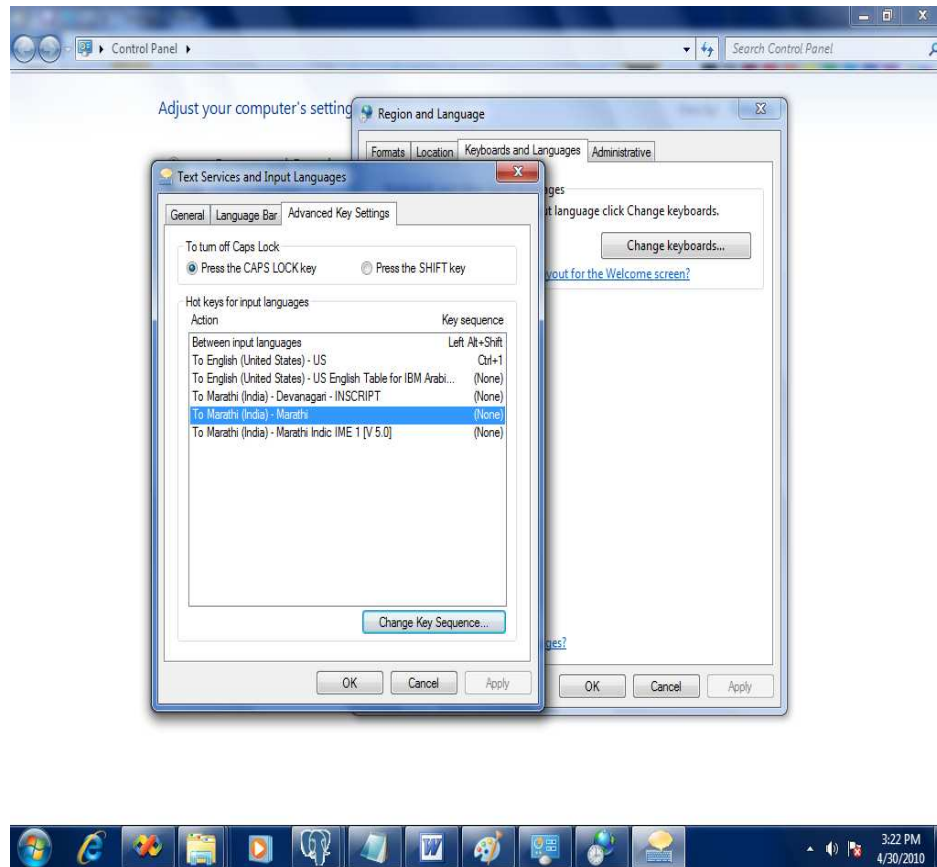 Control Panel
Search Control Panel
Adjust your computer's setting
Region and Language
Formats Location Keyboards and Languages Administrative
ges
t language click Change keyboards.
Change keyboards...
yout for the Welcome screen?
ges?
OK Cancel Apply
Text Services and Input Languages
General Language Bar Advanced Key Settings
To turn off Caps Lock
Press the CAPS LOCK key Press the SHIFT key
Hot keys for input languages
Action Key sequence
Between input languages Left Alt+Shift
To English (United States) - US Ctrl+1
To English (United States) - US English Table for IBM Arabi... (None)
To Marathi (India) - Devanagari - INSCRIPT (None)
To Marathi (India) - Marathi (None)
To Marathi (India) - Marathi Indic IME 1 [V 5.0] (None)
Change Key Sequence...
OK Cancel Apply
3:22 PM
4/30/2010